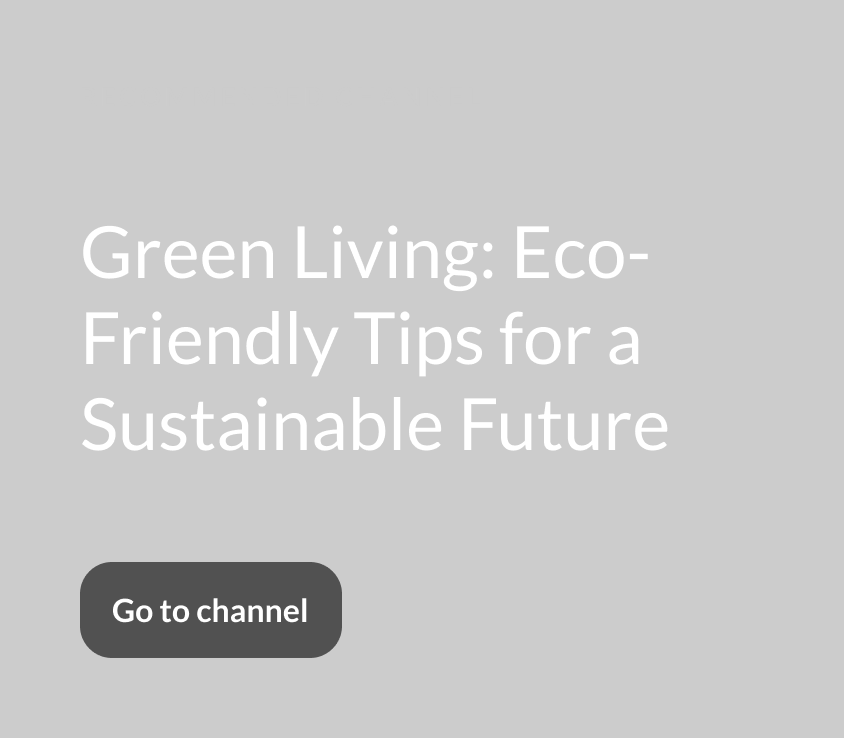 Green Living: Eco-
Friendly Tips for a
Sustainable Future
Go to channel